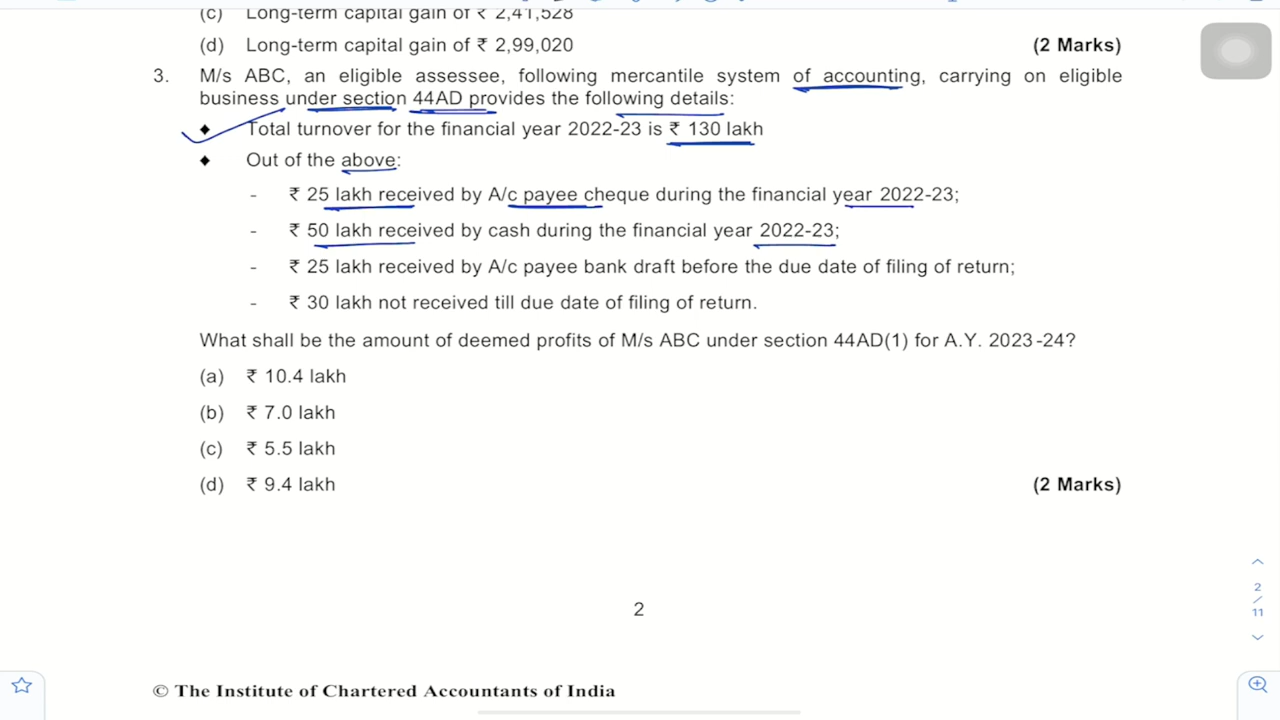 (c) Long-term capital gain of ₹ 2,41,528
(d) Long-term capital gain of ₹ 2,99,020 (2 Marks)
3. M/s ABC, an eligible assessee, following mercantile system of accounting, carrying on eligible
business under section 44AD provides the following details:
♦ Total turnover for the financial year 2022-23 is ₹ 130 lakh
♦ Out of the above:
- ₹ 25 lakh received by A/c payee cheque during the financial year 2022-23;
- ₹ 50 lakh received by cash during the financial year 2022-23;
- ₹ 25 lakh received by A/c payee bank draft before the due date of filing of return;
- ₹ 30 lakh not received till due date of filing of return.
What shall be the amount of deemed profits of M/s ABC under section 44AD(1) for A.Y. 2023-24?
(a) ₹ 10.4 lakh
(b) ₹ 7.0 lakh
(c) ₹ 5.5 lakh
(d) ₹ 9.4 lakh (2 Marks)
2
/
11
2
© The Institute of Chartered Accountants of India